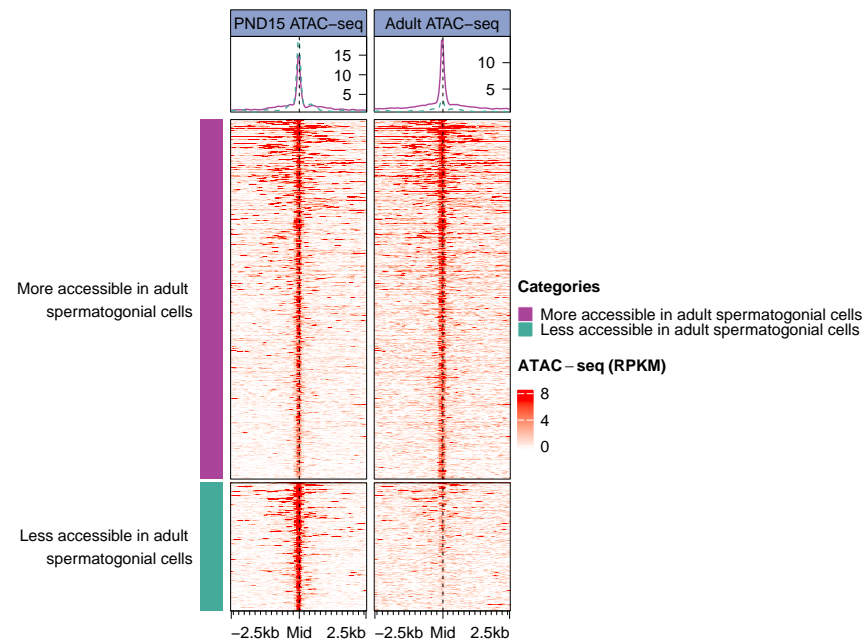 PND15 ATAC−seq
Adult ATAC−seq
15
10
5
10
5
More accessible in adult
spermatogonial cells
Less accessible in adult
spermatogonial cells
Categories
More accessible in adult spermatogonial cells
Less accessible in adult spermatogonial cells
ATAC−seq (RPKM)
8
4
0
−2.5kb Mid 2.5kb
−2.5kb Mid 2.5kb